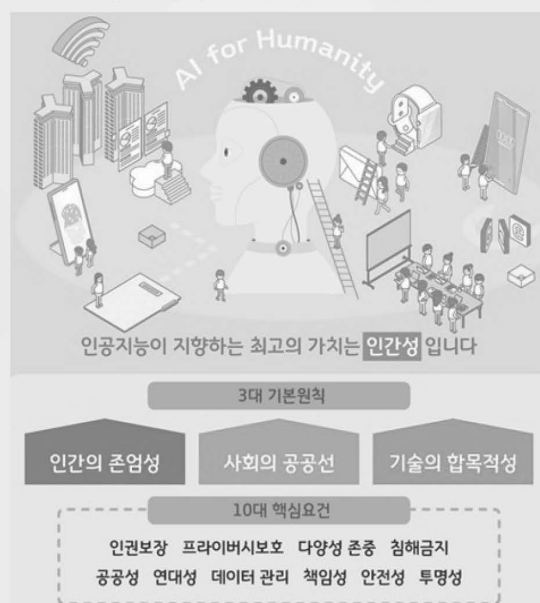 AI for Humanity
인공지능이 지향하는 최고의 가치는 인간성 입니다
3대 기본원칙
인간의 존엄성 사회의 공공선 기술의 합목적성
10대 핵심요건
인권보장 프라이버시보호 다양성 존중 침해금지
공공성 연대성 데이터 관리 책임성 안전성 투명성